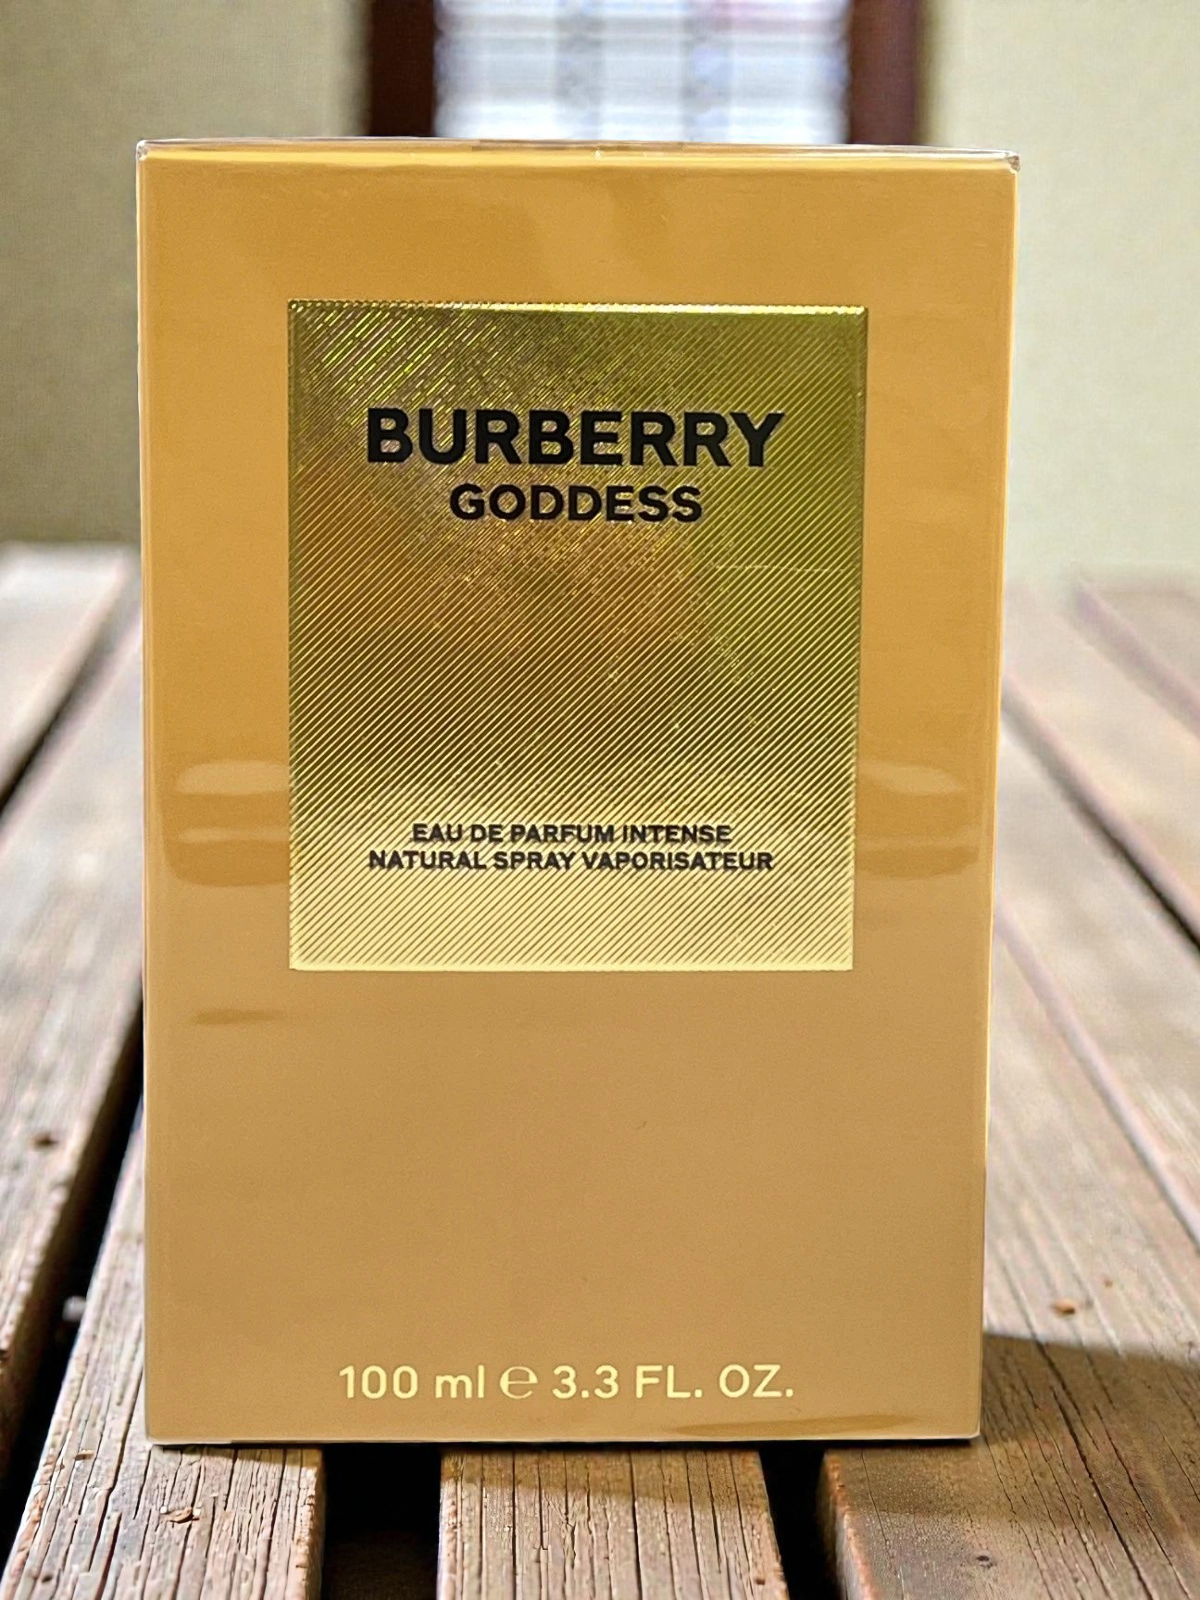 BURBERRY
GODDESS
EAU DE PARFUM INTENSE
NATURAL SPRAY VAPORISATEUR
100 ml ℮ 3.3 FL. OZ.